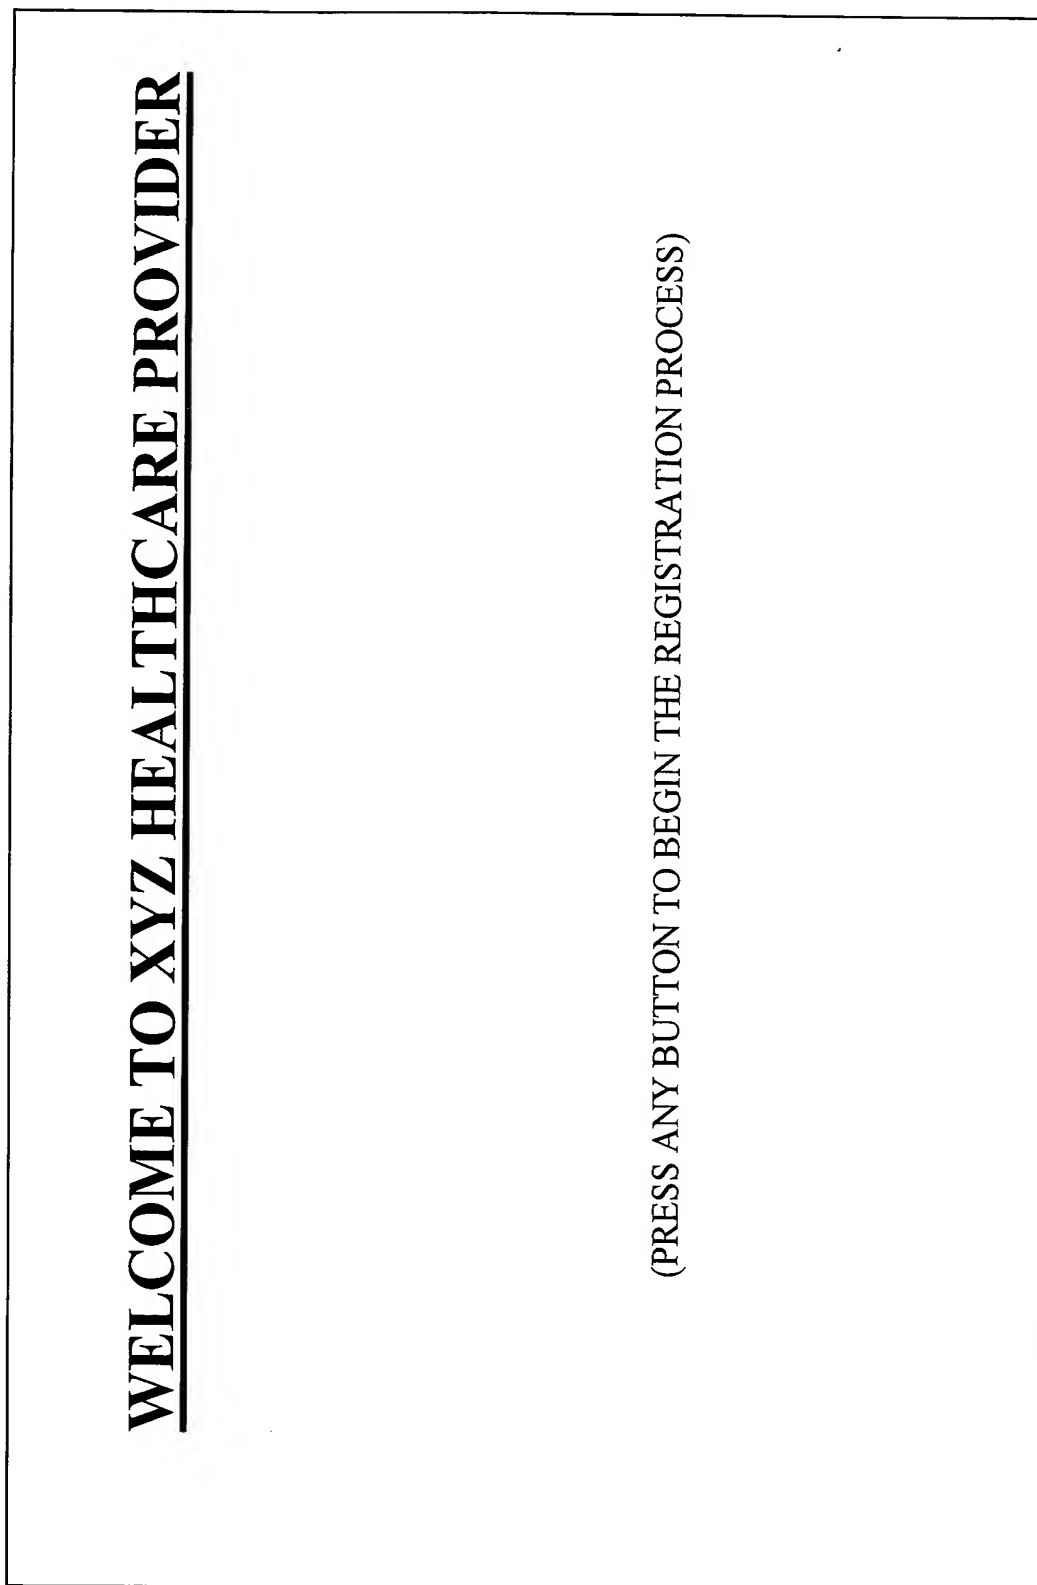 WELCOME TO XYZ HEALTHCARE PROVIDER
(PRESS ANY BUTTON TO BEGIN THE REGISTRATION PROCESS)